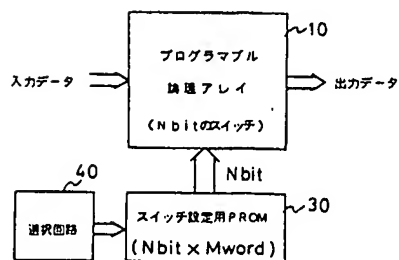 10
プログラマブル
入力データ
論理アレイ
出力データ
(Nbitのスイッチ)
Nbit
40
30
選択回路
スイッチ設定用PROM
(Nbit×Mword)